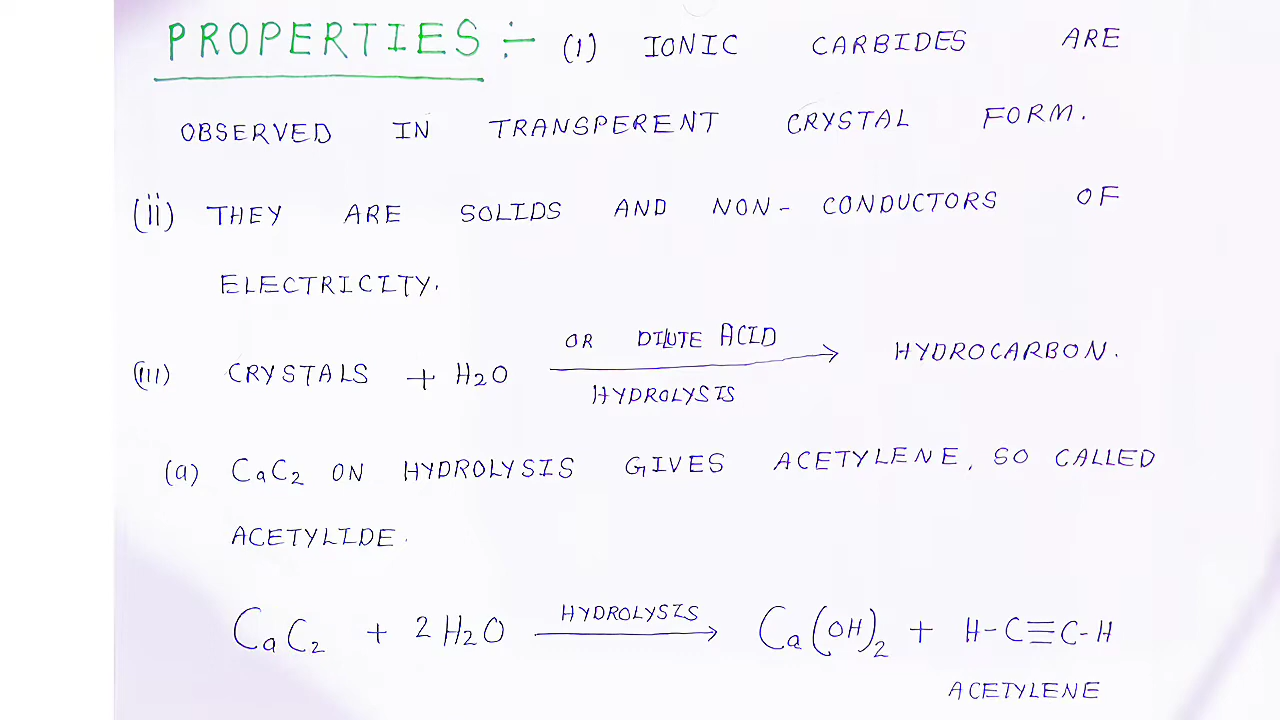 PROPERTIES :- (i) IONIC CARBIDES ARE
OBSERVED IN TRANSPERENT CRYSTAL FORM.
(ii) THEY ARE SOLIDS AND NON- CONDUCTORS OF
ELECTRICITY.
OR DILUTE ACID
(iii) CRYSTALS + H2O ⟶ HYDROCARBON.
HYDROLYSIS
(a) CaC2 ON HYDROLYSIS GIVES ACETYLENE, SO CALLED
ACETYLIDE.
HYDROLYSIS
CaC2 + 2H2O ⟶ Ca(OH)2 + H-C≡C-H
ACETYLENE